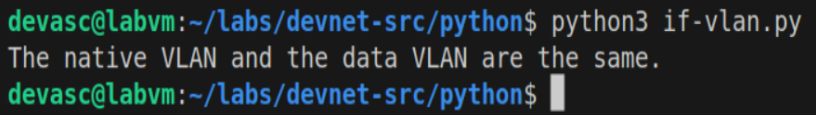 devasc@labvm:~/labs/devnet-src/python$ python3 if-vlan.py
The native VLAN and the data VLAN are the same.
devasc@labvm:~/labs/devnet-src/python$